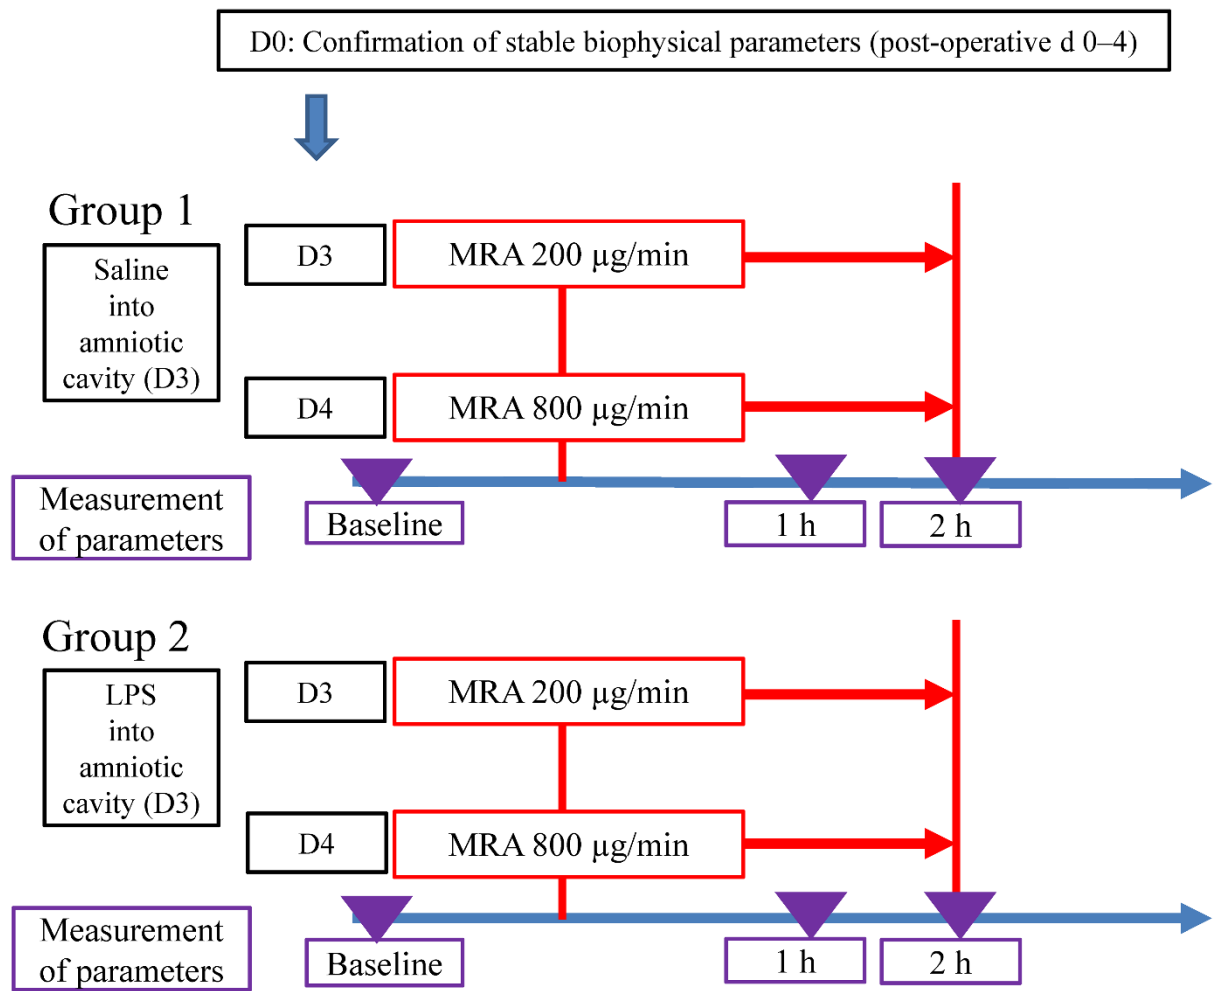 D0: Confirmation of stable biophysical parameters (post-operative d 0–4)
Group 1
Saline
into
amniotic
cavity (D3)
D3
MRA 200 µg/min
D4
MRA 800 µg/min
Measurement
of parameters
Baseline
1 h
2 h
Group 2
LPS
into
amniotic
cavity (D3)
D3
MRA 200 µg/min
D4
MRA 800 µg/min
Measurement
of parameters
Baseline
1 h
2 h